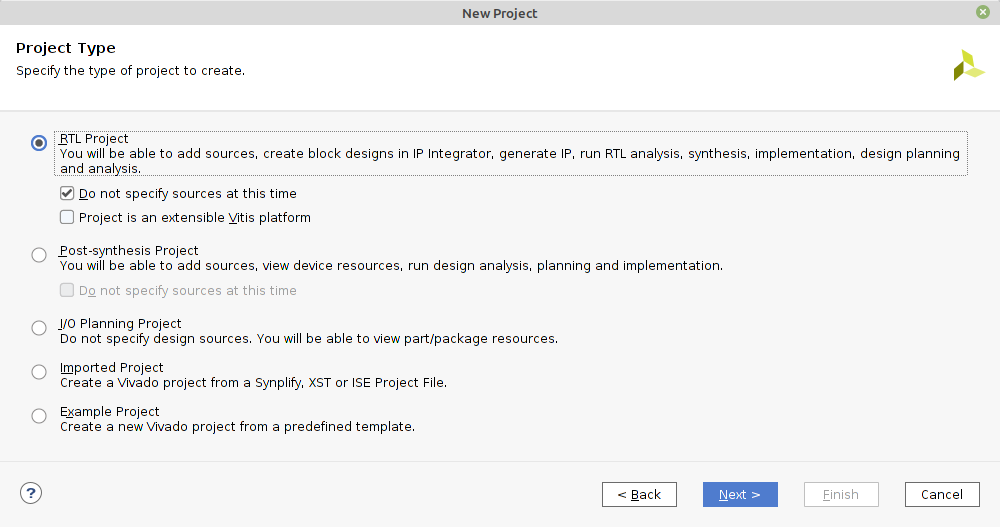 New Project
Project Type
Specify the type of project to create.
RTL Project
You will be able to add sources, create block designs in IP Integrator, generate IP, run RTL analysis, synthesis, implementation, design planning
and analysis.
Do not specify sources at this time
Project is an extensible Vitis platform
Post-synthesis Project
You will be able to add sources, view device resources, run design analysis, planning and implementation.
Do not specify sources at this time
I/O Planning Project
Do not specify design sources. You will be able to view part/package resources.
Imported Project
Create a Vivado project from a Synplify, XST or ISE Project File.
Example Project
Create a new Vivado project from a predefined template.
? < Back Next > Finish Cancel